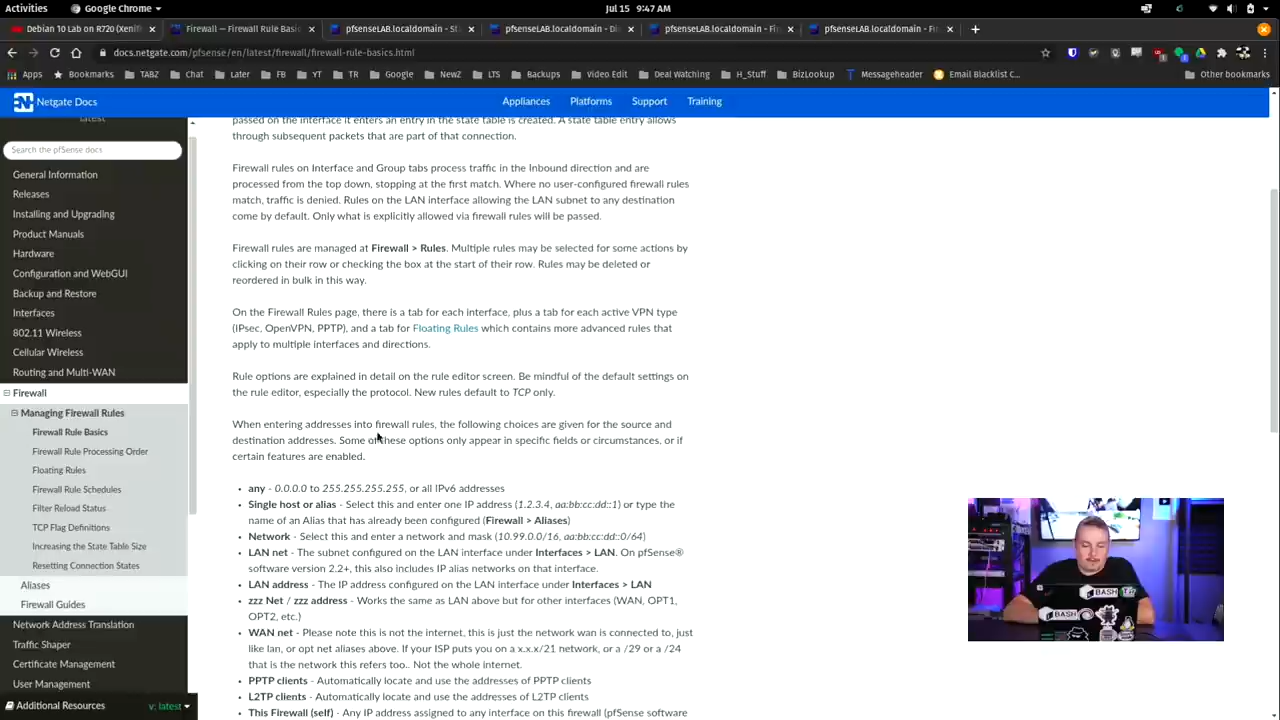 Activities
Google Chrome
Jul 15 9:47 AM
Debian 10 Lab on R720 (Xeni
Firewall — Firewall Rule Basi
pfsenseLAB.localdomain - St
pfsenseLAB.localdomain - Di
pfsenseLAB.localdomain - Fi
pfsenseLAB.localdomain - Fi
docs.netgate.com/pfsense/en/latest/firewall/firewall-rule-basics.html
Apps Bookmarks TABZ Chat Later FB YT TR Google NewZ LTS Backups Video Edit Deal Watching H_Stuff BizLookup Messageheader Email Blacklist C... Other bookmarks
Netgate Docs
Appliances Platforms Support Training
latest
Search the pfSense docs
General Information
Releases
Installing and Upgrading
Product Manuals
Hardware
Configuration and WebGUI
Backup and Restore
Interfaces
802.11 Wireless
Cellular Wireless
Routing and Multi-WAN
Firewall
Managing Firewall Rules
Firewall Rule Basics
Firewall Rule Processing Order
Floating Rules
Firewall Rule Schedules
Filter Reload Status
TCP Flag Definitions
Increasing the State Table Size
Resetting Connection States
Aliases
Firewall Guides
Network Address Translation
Traffic Shaper
Certificate Management
User Management
Additional Resources
v: latest
passed on the interface it enters an entry in the state table is created. A state table entry allows
through subsequent packets that are part of that connection.
Firewall rules on Interface and Group tabs process traffic in the Inbound direction and are
processed from the top down, stopping at the first match. Where no user-configured firewall rules
match, traffic is denied. Rules on the LAN interface allowing the LAN subnet to any destination
come by default. Only what is explicitly allowed via firewall rules will be passed.
Firewall rules are managed at Firewall > Rules. Multiple rules may be selected for some actions by
clicking on their row or checking the box at the start of their row. Rules may be deleted or
reordered in bulk in this way.
On the Firewall Rules page, there is a tab for each interface, plus a tab for each active VPN type
(IPsec, OpenVPN, PPTP), and a tab for Floating Rules which contains more advanced rules that
apply to multiple interfaces and directions.
Rule options are explained in detail on the rule editor screen. Be mindful of the default settings on
the rule editor, especially the protocol. New rules default to TCP only.
When entering addresses into firewall rules, the following choices are given for the source and
destination addresses. Some of these options only appear in specific fields or circumstances, or if
certain features are enabled.
• any - 0.0.0.0 to 255.255.255.255, or all IPv6 addresses
• Single host or alias - Select this and enter one IP address (1.2.3.4, aa:bb:cc:dd::1) or type the
name of an Alias that has already been configured (Firewall > Aliases)
• Network - Select this and enter a network and mask (10.99.0.0/16, aa:bb:cc:dd::0/64)
• LAN net - The subnet configured on the LAN interface under Interfaces > LAN. On pfSense®
software version 2.2+, this also includes IP alias networks on that interface.
• LAN address - The IP address configured on the LAN interface under Interfaces > LAN
• zzz Net / zzz address - Works the same as LAN above but for other interfaces (WAN, OPT1,
OPT2, etc.)
• WAN net - Please note this is not the internet, this is just the network wan is connected to, just
like lan, or opt net aliases above. If your ISP puts you on a x.x.x/21 network, or a /29 or a /24
that is the network this refers too.. Not the whole internet.
• PPTP clients - Automatically locate and use the addresses of PPTP clients
• L2TP clients - Automatically locate and use the addresses of L2TP clients
• This Firewall (self) - Any IP address assigned to any interface on this firewall (pfSense software
BASH
BASH